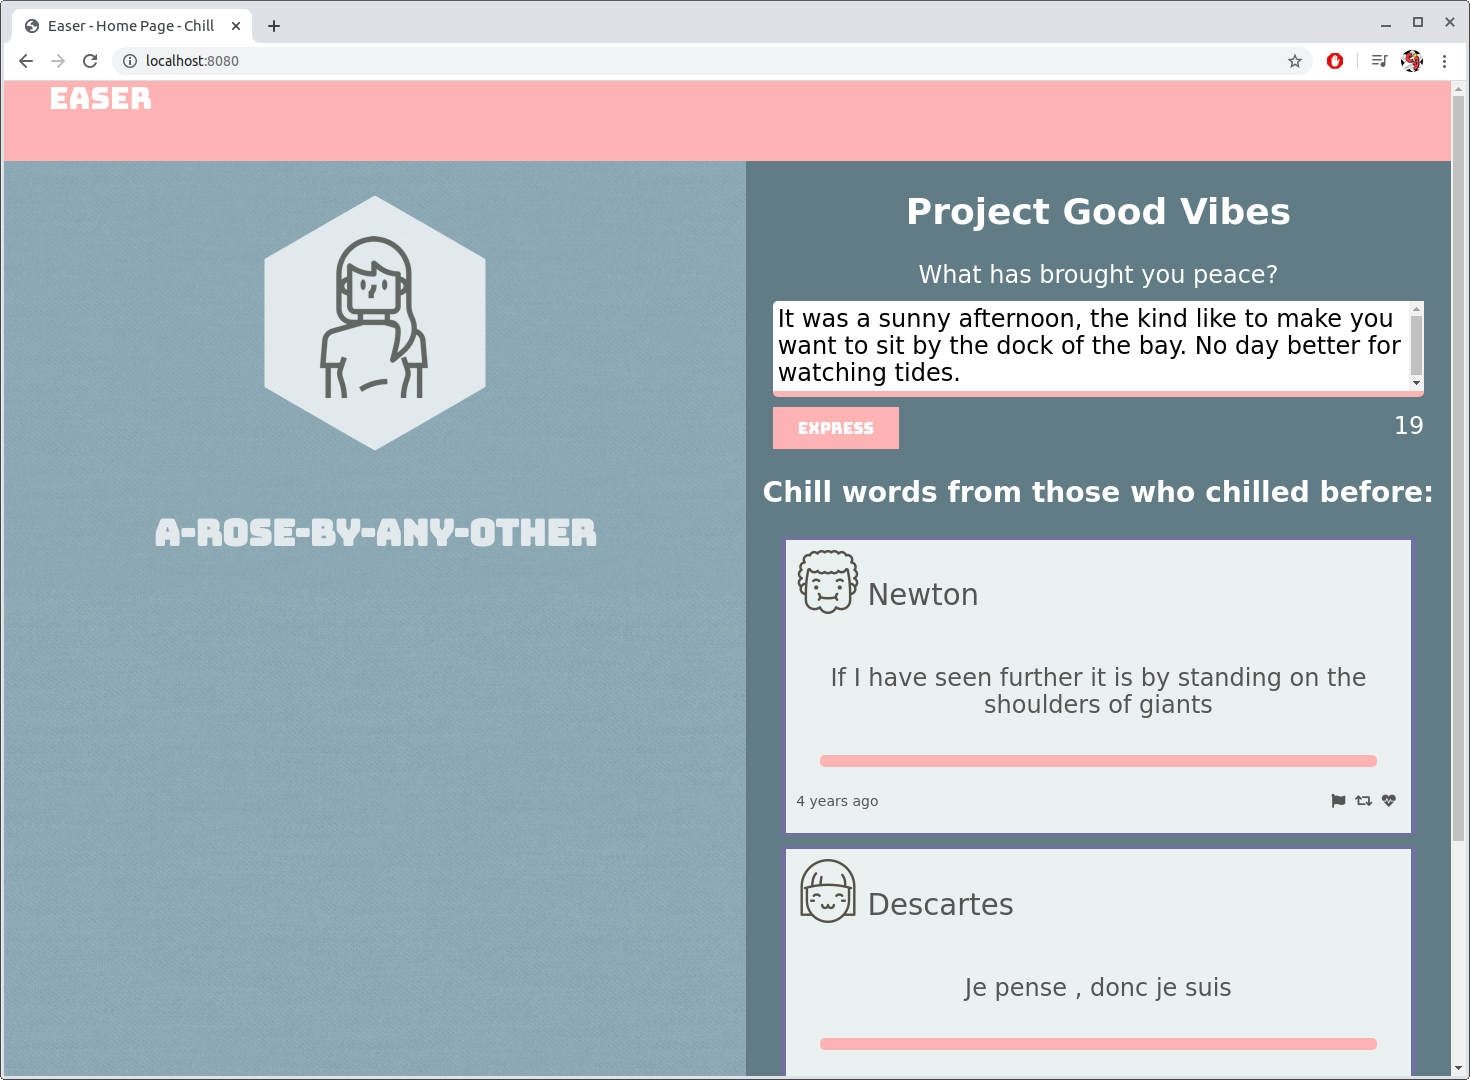 Easer - Home Page - Chill
localhost:8080
EASER
A-ROSE-BY-ANY-OTHER
Project Good Vibes
What has brought you peace?
It was a sunny afternoon, the kind like to make you
want to sit by the dock of the bay. No day better for
watching tides.
EXPRESS
19
Chill words from those who chilled before:
Newton
If I have seen further it is by standing on the
shoulders of giants
4 years ago
Descartes
Je pense , donc je suis